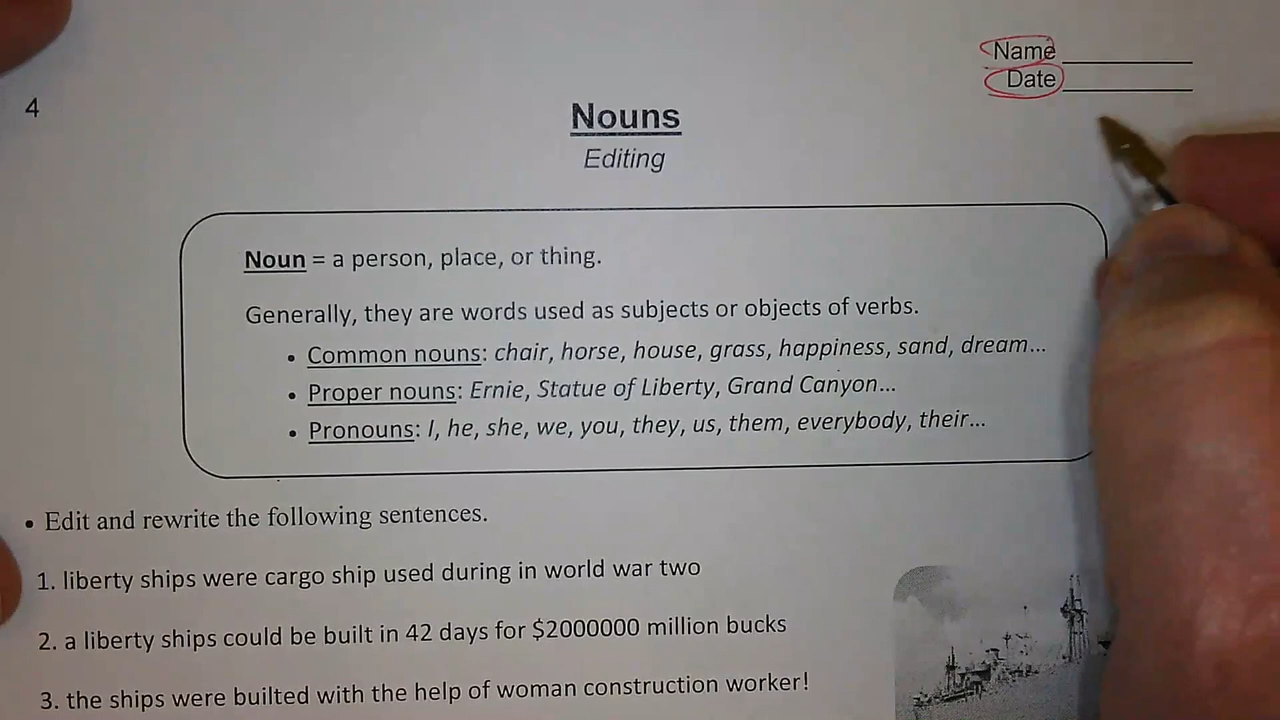 Name
Date
4
Nouns
Editing
Noun = a person, place, or thing.
Generally, they are words used as subjects or objects of verbs.
• Common nouns: chair, horse, house, grass, happiness, sand, dream...
• Proper nouns: Ernie, Statue of Liberty, Grand Canyon...
• Pronouns: I, he, she, we, you, they, us, them, everybody, their...
• Edit and rewrite the following sentences.
1. liberty ships were cargo ship used during in world war two
2. a liberty ships could be built in 42 days for $2000000 million bucks
3. the ships were builted with the help of woman construction worker!